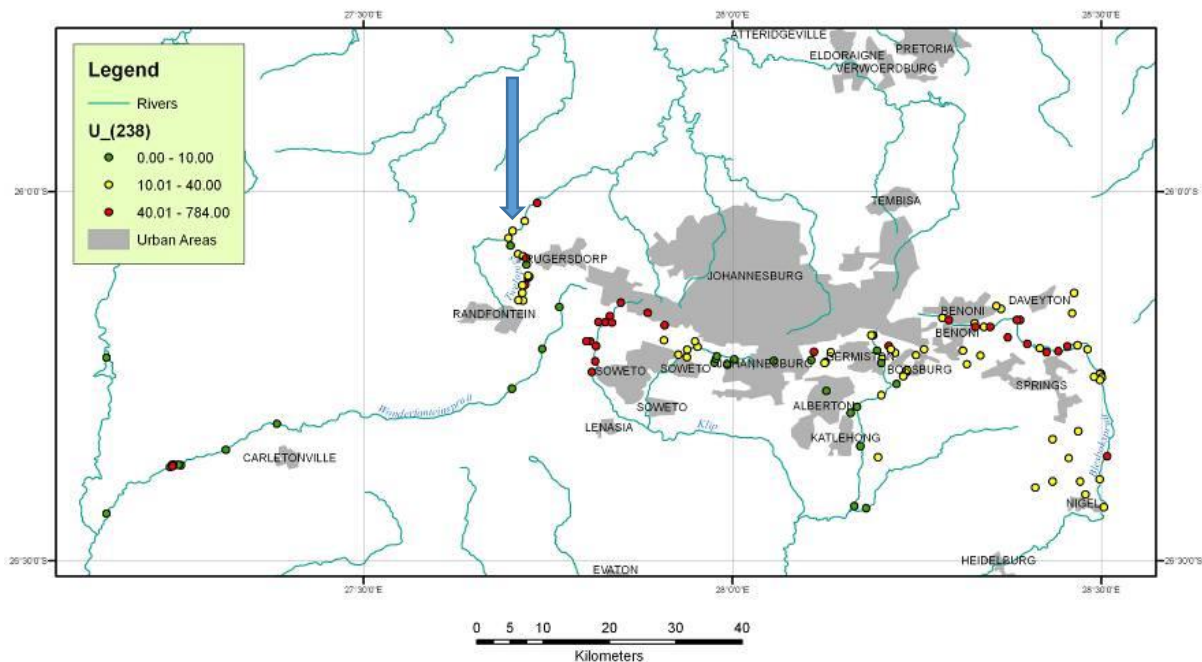 27°30'0"E
28°0'0"E
28°30'0"E
ATTERIDGEVILLE
PRETORIA
ELDORAIGNE
VERWOERDBURG
Legend
Rivers
U_(238)
0.00 - 10.00
10.01 - 40.00
40.01 - 784.00
Urban Areas
26°0'0"S
26°0'0"S
TEMBISA
RUGERSDORP
JOHANNESBURG
RANDFONTEIN
BENONI
DAVEYTON
BENONI
GERMISTON
SOWETO
SOWETO
JOHANNESBURG
BOKSBURG
SPRINGS
SOWETO
ALBERTON
Wonderfonteinspruit
LENASIA
Klip
KATLEHONG
CARLETONVILLE
Blesbokspruit
NIGEL
HEIDELBURG
26°30'0"S
26°30'0"S
EVATON
27°30'0"E
28°0'0"E
28°30'0"E
0 5 10 20 30 40
Kilometers